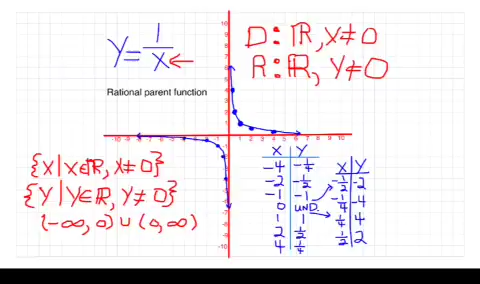 Y = 1/X ←
D: ℝ, X≠0
R: ℝ, Y≠0
Rational parent function
{X|X∈ℝ, X≠0}
{Y|Y∈ℝ, Y≠0}
(-∞, 0) ∪ (0, ∞)
X Y
-4 -1/4
-2 -1/2
-1 -1
0 UND.
1 1
2 1/2
4 1/4
X Y
-1/2 -2
-1/4 -4
1/4 4
1/2 2